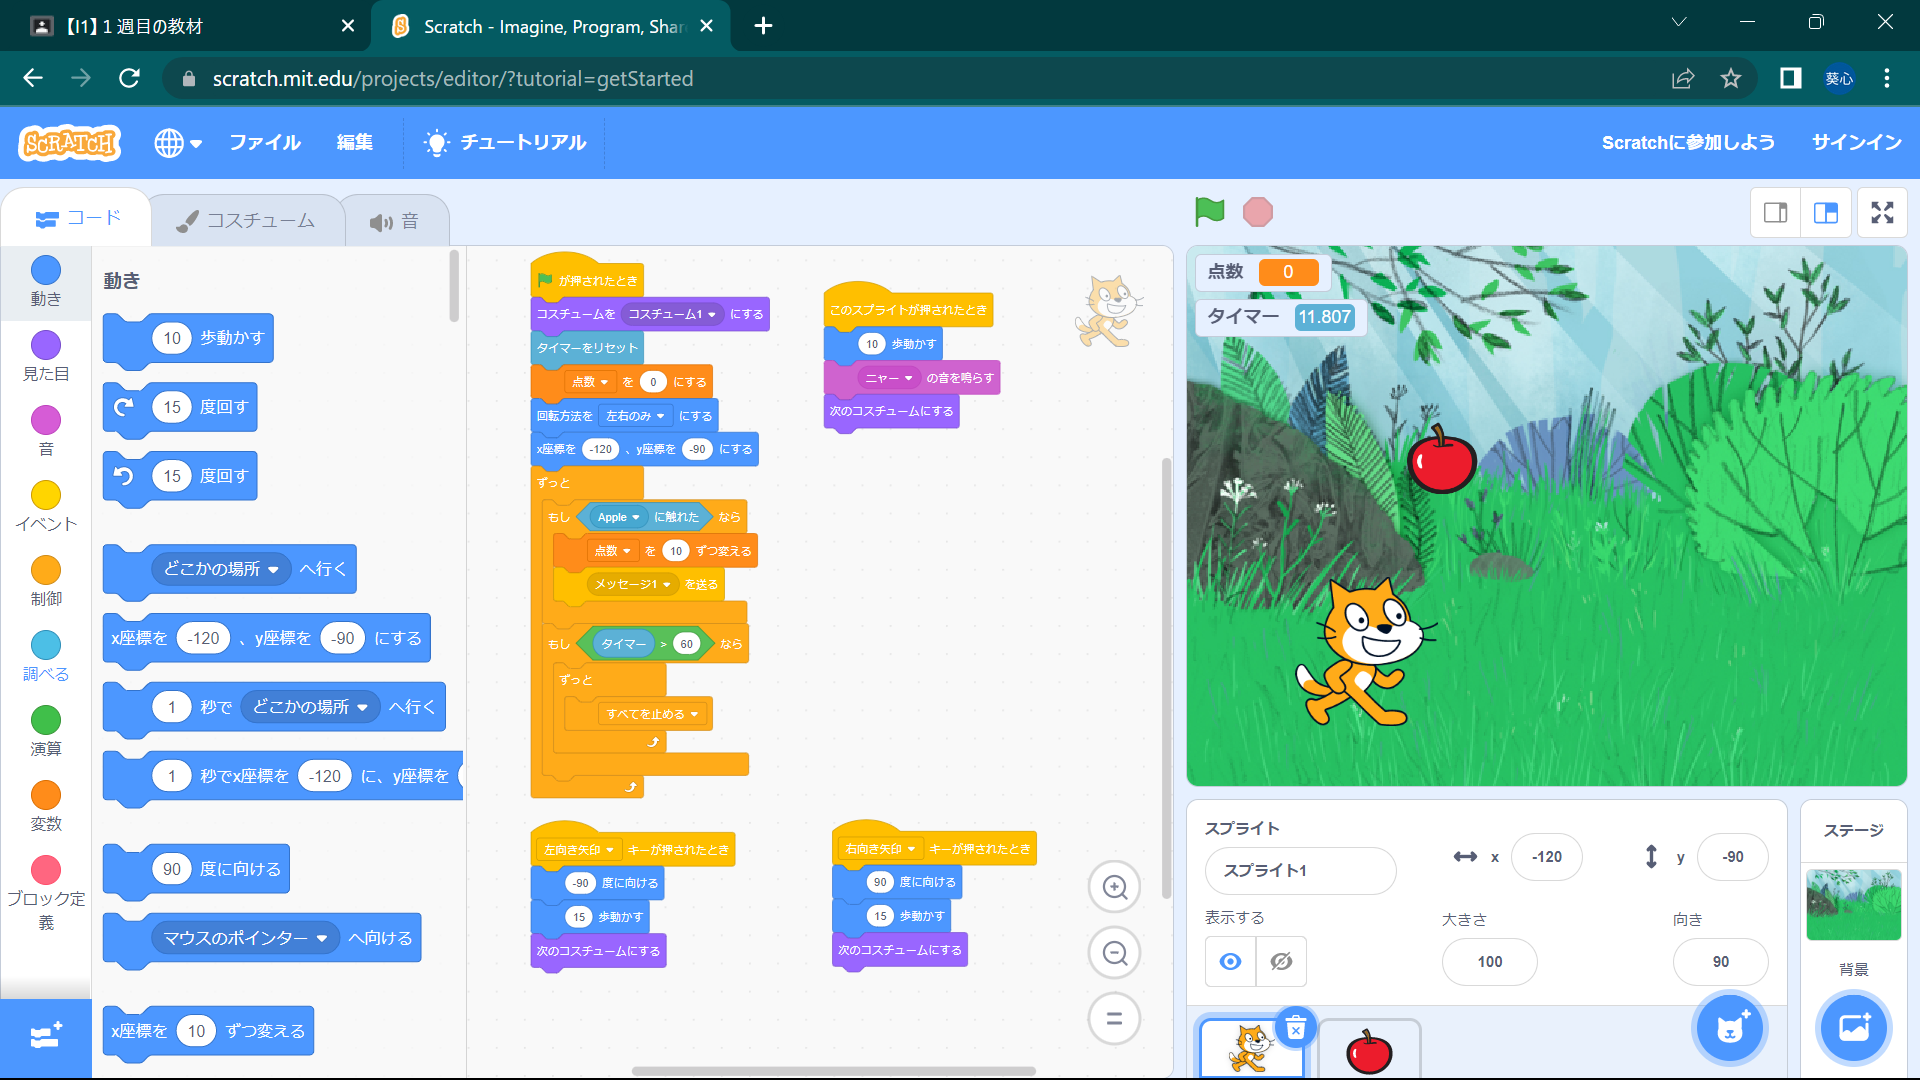 【I1】1 週目の教材
Scratch - Imagine, Program, Shar
scratch.mit.edu/projects/editor/?tutorial=getStarted
葵心
SCRATCH
ファイル
編集
チュートリアル
Scratchに参加しよう
サインイン
コード
コスチューム
音
動き
見た目
音
イベント
制御
調べる
演算
変数
ブロック定
義
動き
10 歩動かす
15 度回す
15 度回す
どこかの場所 へ行く
x座標を -120 、y座標を -90 にする
1 秒で どこかの場所 へ行く
1 秒でx座標を -120 に、y座標を
90 度に向ける
マウスのポインター へ向ける
x座標を 10 ずつ変える
が押されたとき
コスチュームを コスチューム1 にする
タイマーをリセット
点数 を 0 にする
回転方法を 左右のみ にする
x座標を -120 、y座標を -90 にする
ずっと
もし Apple に触れた なら
点数 を 10 ずつ変える
メッセージ1 を送る
もし タイマー > 60 なら
ずっと
すべてを止める
このスプライトが押されたとき
10 歩動かす
ニャー の音を鳴らす
次のコスチュームにする
左向き矢印 キーが押されたとき
-90 度に向ける
15 歩動かす
次のコスチュームにする
右向き矢印 キーが押されたとき
90 度に向ける
15 歩動かす
次のコスチュームにする
点数 0
タイマー 11.807
スプライト
スプライト1
x -120
y -90
表示する
大きさ 100
向き 90
ステージ
背景